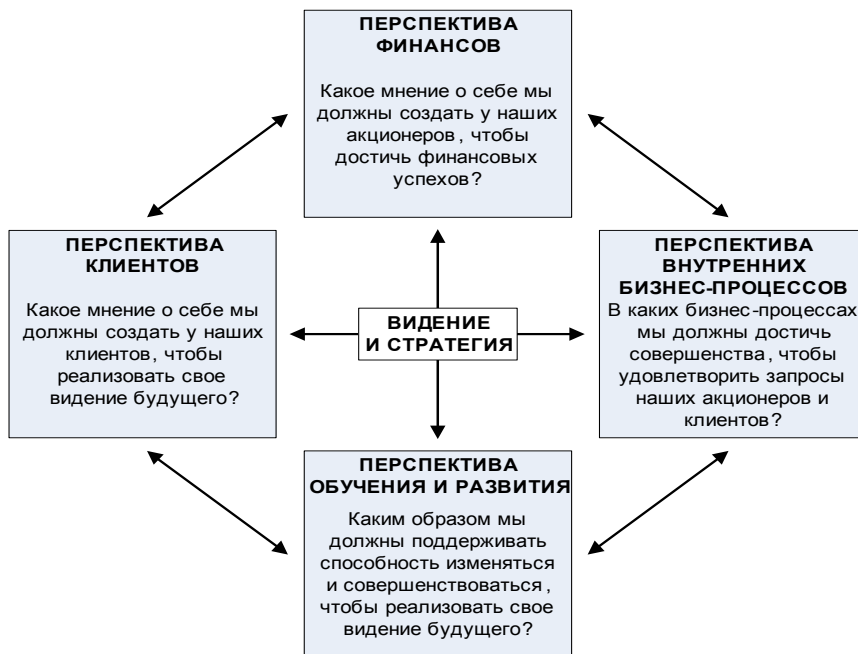 ПЕРСПЕКТИВА
ФИНАНСОВ
Какое мнение о себе мы
должны создать у наших
акционеров, чтобы
достичь финансовых
успехов?
ПЕРСПЕКТИВА
КЛИЕНТОВ
Какое мнение о себе мы
должны создать у наших
клиентов, чтобы
реализовать свое
видение будущего?
ВИДЕНИЕ
И СТРАТЕГИЯ
ПЕРСПЕКТИВА
ВНУТРЕННИХ
БИЗНЕС-ПРОЦЕССОВ
В каких бизнес-процессах
мы должны достичь
совершенства, чтобы
удовлетворить запросы
наших акционеров и
клиентов?
ПЕРСПЕКТИВА
ОБУЧЕНИЯ И РАЗВИТИЯ
Каким образом мы
должны поддерживать
способность изменяться
и совершенствоваться,
чтобы реализовать свое
видение будущего?